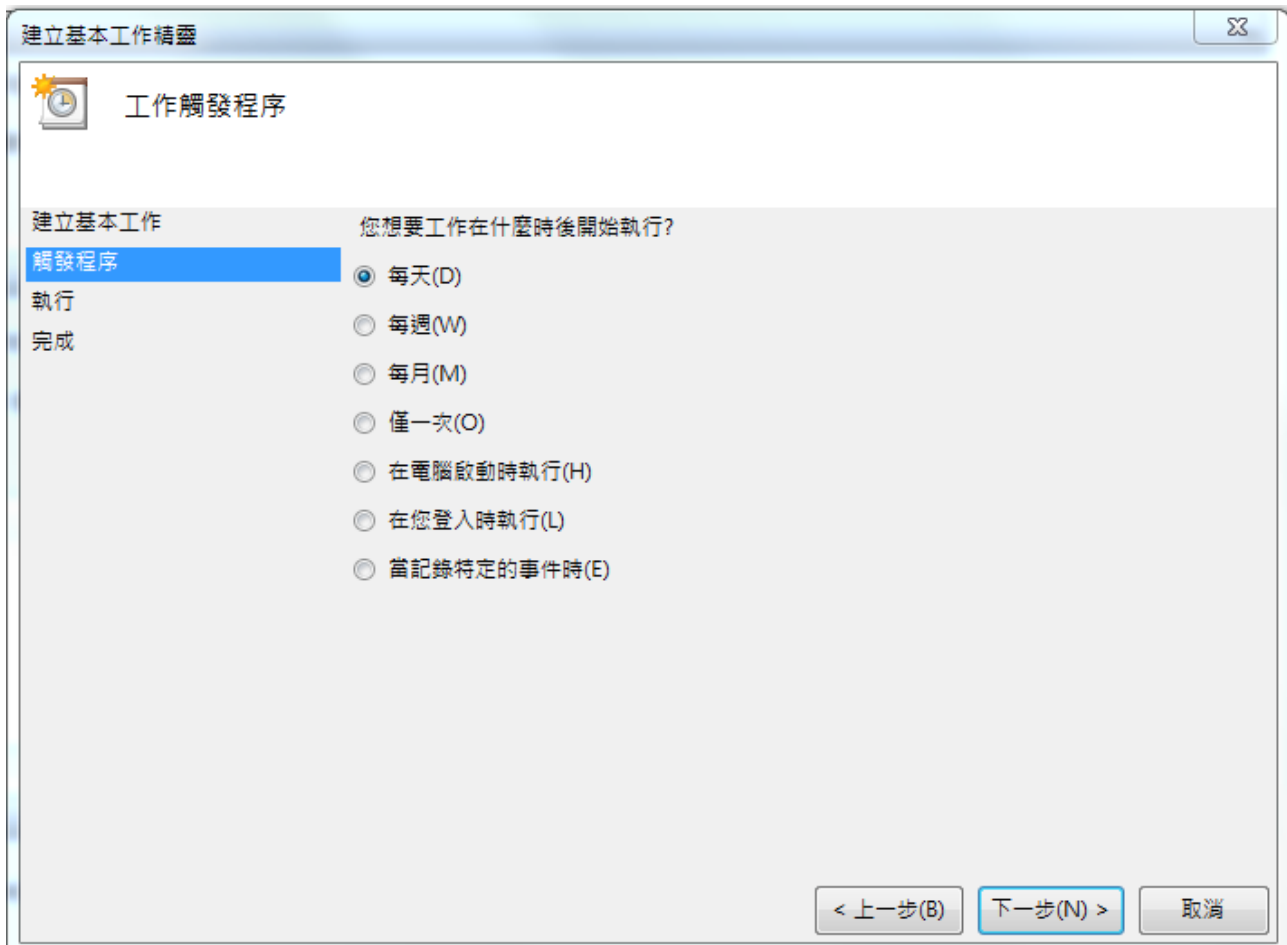 建立基本工作精靈
工作觸發程序
建立基本工作
觸發程序
執行
完成
您想要工作在什麼時後開始執行?
每天(D)
每週(W)
每月(M)
僅一次(O)
在電腦啟動時執行(H)
在您登入時執行(L)
當記錄特定的事件時(E)
< 上一步(B)
下一步(N) >
取消